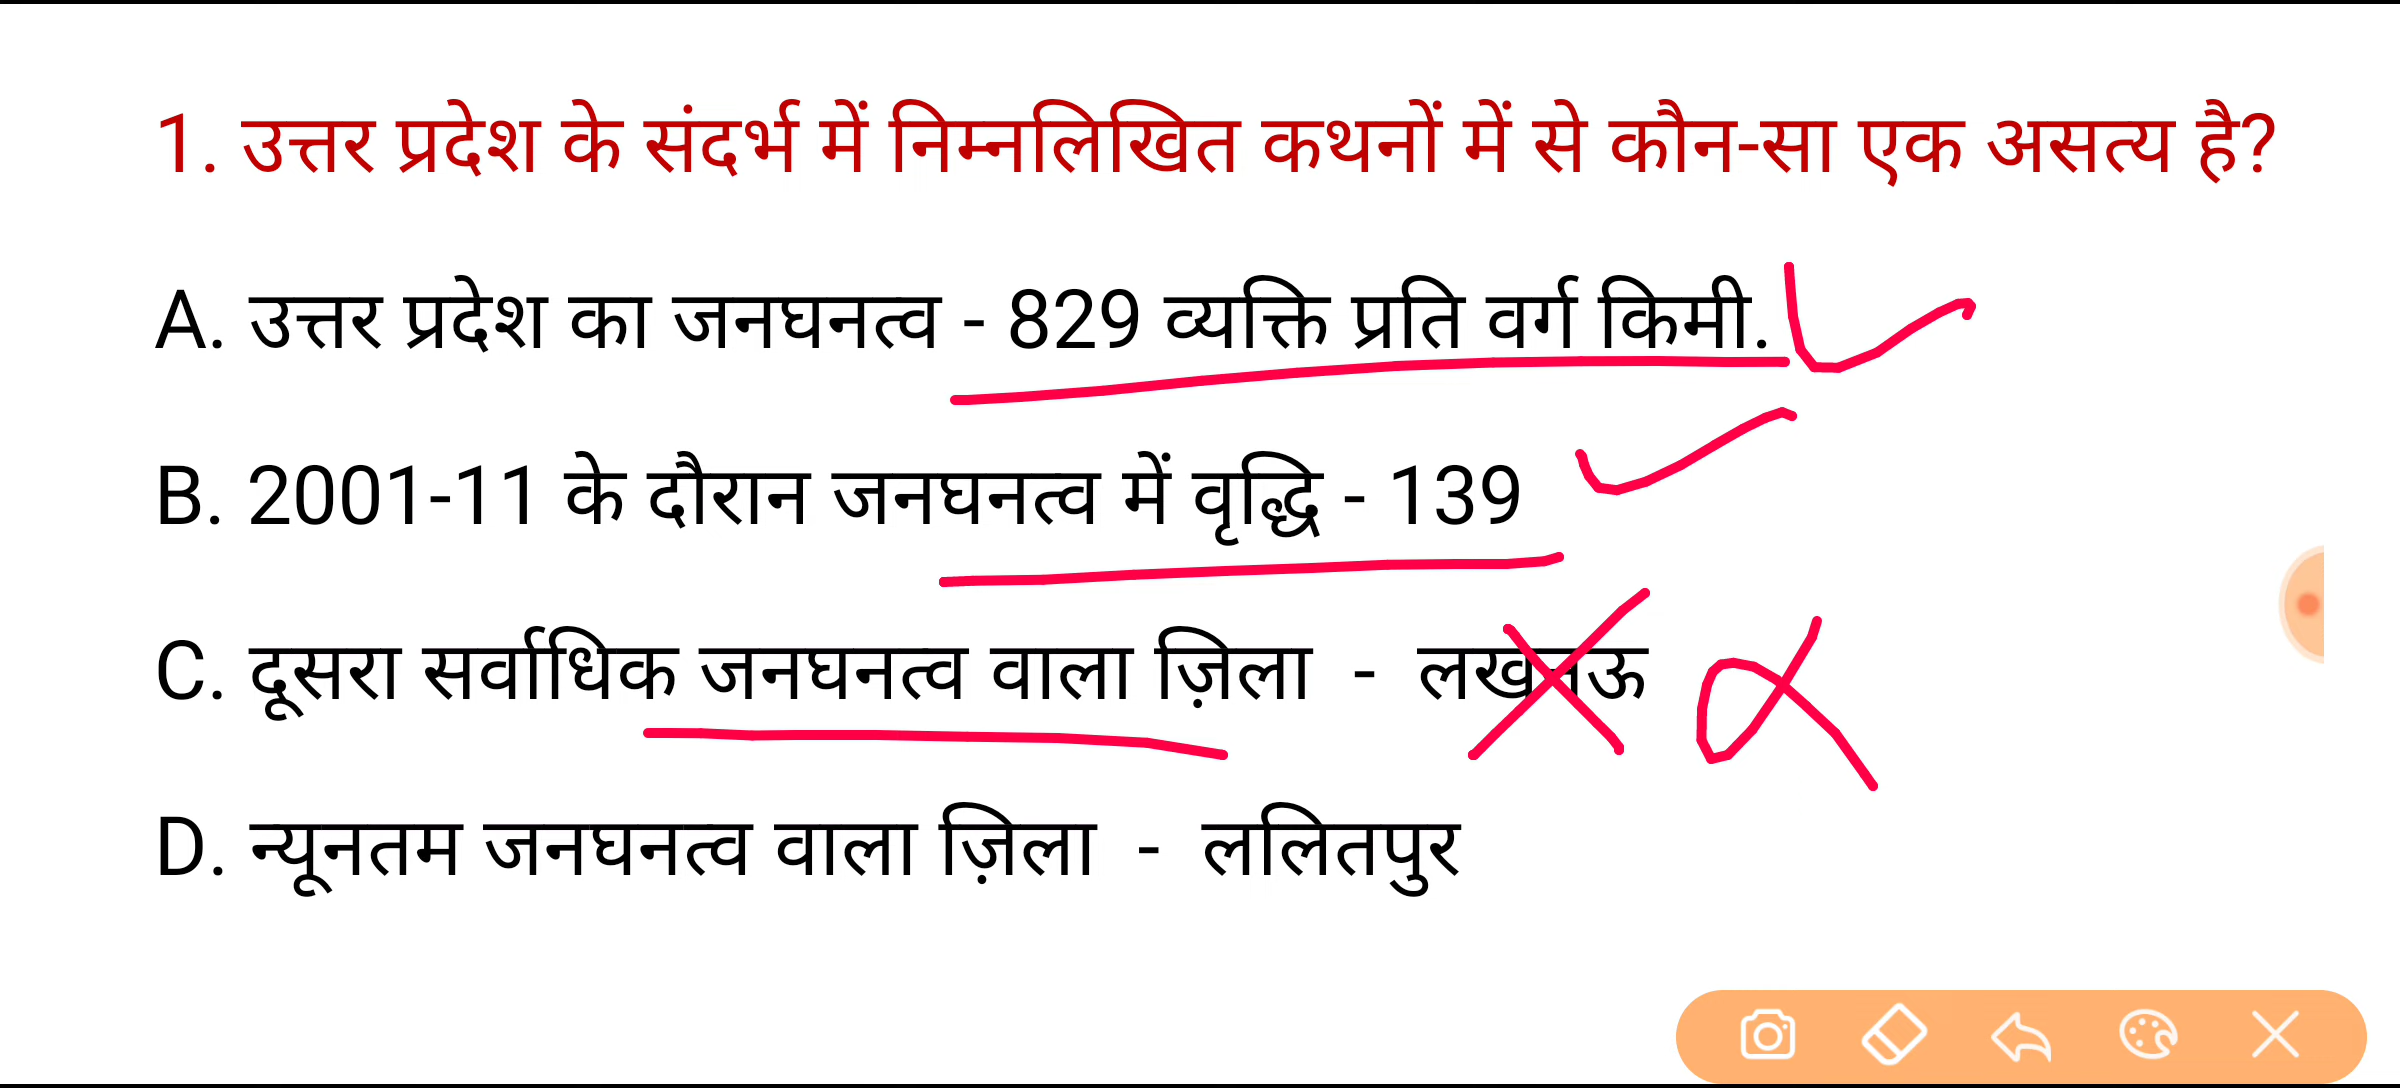 1. उत्तर प्रदेश के संदर्भ में निम्नलिखित कथनों में से कौन-सा एक असत्य है?
A. उत्तर प्रदेश का जनघनत्व - 829 व्यक्ति प्रति वर्ग किमी.
B. 2001-11 के दौरान जनघनत्व में वृद्धि - 139
C. दूसरा सर्वाधिक जनघनत्व वाला ज़िला - लखनऊ
D. न्यूनतम जनघनत्व वाला ज़िला - ललितपुर